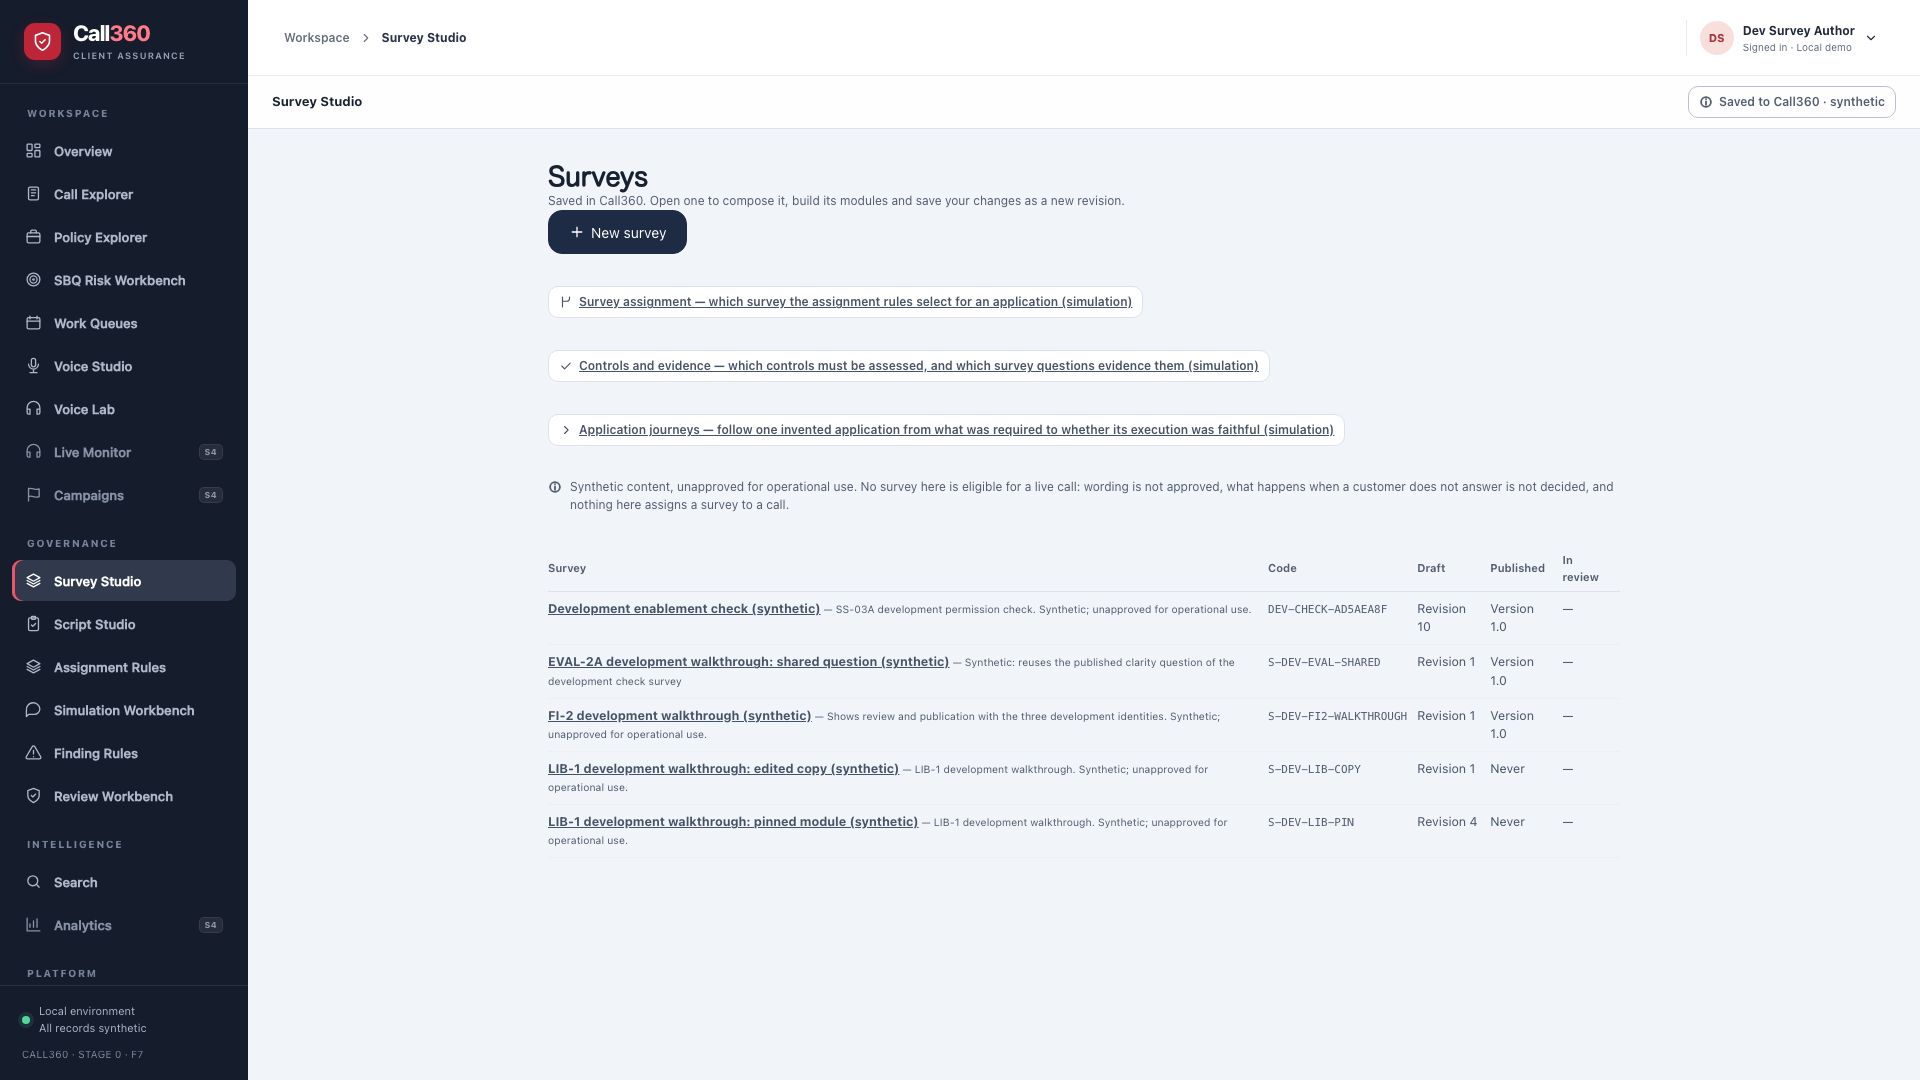 Call360
CLIENT ASSURANCE
WORKSPACE
Overview
Call Explorer
Policy Explorer
SBQ Risk Workbench
Work Queues
Voice Studio
Voice Lab
Live Monitor S4
Campaigns S4
GOVERNANCE
Survey Studio
Script Studio
Assignment Rules
Simulation Workbench
Finding Rules
Review Workbench
INTELLIGENCE
Search
Analytics S4
PLATFORM
Local environment
All records synthetic
CALL360 · STAGE 0 · F7
Workspace > Survey Studio
DS
Dev Survey Author
Signed in · Local demo
Survey Studio
Saved to Call360 · synthetic
Surveys
Saved in Call360. Open one to compose it, build its modules and save your changes as a new revision.
+ New survey
Survey assignment — which survey the assignment rules select for an application (simulation)
Controls and evidence — which controls must be assessed, and which survey questions evidence them (simulation)
Application journeys — follow one invented application from what was required to whether its execution was faithful (simulation)
Synthetic content, unapproved for operational use. No survey here is eligible for a live call: wording is not approved, what happens when a customer does not answer is not decided, and
nothing here assigns a survey to a call.
Survey Code Draft Published In
review
Development enablement check (synthetic) — SS-03A development permission check. Synthetic; unapproved for operational use. DEV-CHECK-AD5AEA8F Revision Version —
10 1.0
EVAL-2A development walkthrough: shared question (synthetic) — Synthetic: reuses the published clarity question of the S-DEV-EVAL-SHARED Revision 1 Version —
development check survey 1.0
FI-2 development walkthrough (synthetic) — Shows review and publication with the three development identities. Synthetic; S-DEV-FI2-WALKTHROUGH Revision 1 Version —
unapproved for operational use. 1.0
LIB-1 development walkthrough: edited copy (synthetic) — LIB-1 development walkthrough. Synthetic; unapproved for S-DEV-LIB-COPY Revision 1 Never —
operational use.
LIB-1 development walkthrough: pinned module (synthetic) — LIB-1 development walkthrough. Synthetic; unapproved for S-DEV-LIB-PIN Revision 4 Never —
operational use.